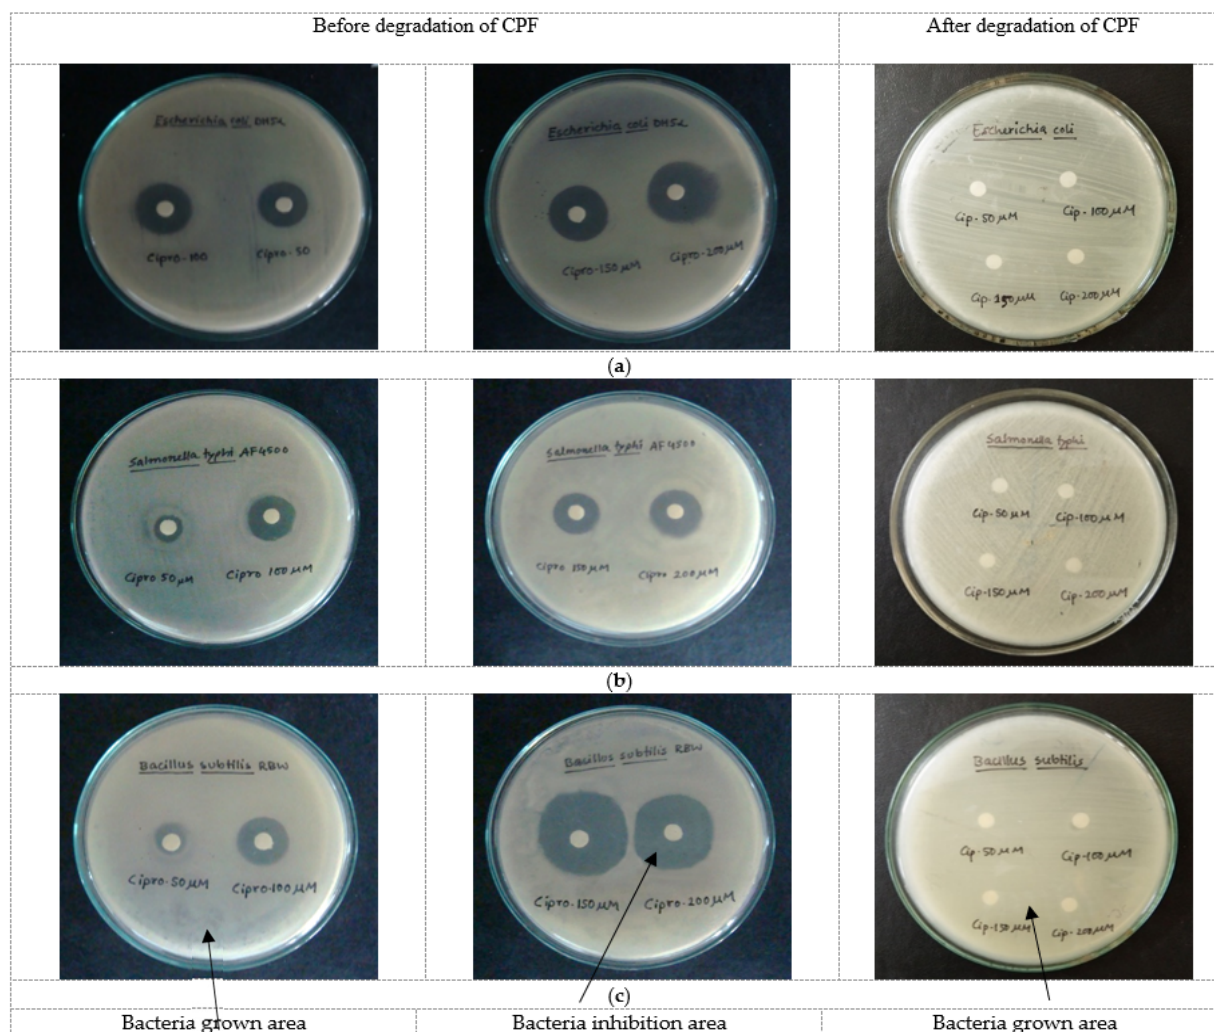 Before degradation of CPF
After degradation of CPF
Escherichia coli DH5α
Cipro-100
Cipro-50
Escherichia coli DH5α
Cipro-150 μM
Cipro-200 μM
Escherichia coli
Cip-50 μM
Cip-100 μM
Cip-150 μM
Cip-200 μM
(a)
Salmonella typhi AF4500
Cipro 50 μM
Cipro 100 μM
Salmonella typhi AF4500
Cipro 150 μM
Cipro 200 μM
Salmonella typhi
Cip-50 μM
Cip-100 μM
Cip-150 μM
Cip-200 μM
(b)
Bacillus subtilis RBW
Cipro-50 μM
Cipro-100 μM
Bacillus subtilis RBW
Cipro-150 μM
Cipro-200 μM
Bacillus subtilis
Cip-50 μM
Cip-100 μM
Cip-150 μM
Cip-200 μM
(c)
Bacteria grown area
Bacteria inhibition area
Bacteria grown area